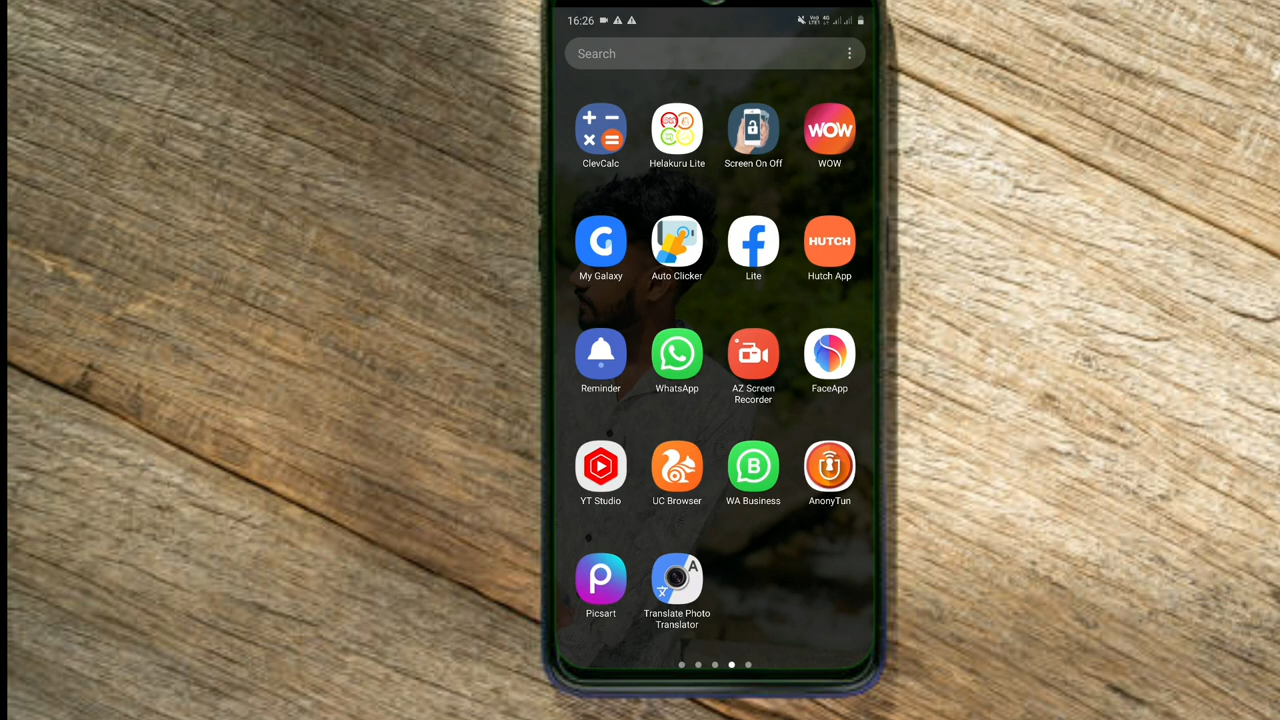 16:26
Search
ClevCalc
Helakuru Lite
Screen On Off
WOW
WOW
My Galaxy
Auto Clicker
Lite
HUTCH
Hutch App
Reminder
WhatsApp
AZ Screen
Recorder
FaceApp
YT Studio
UC Browser
B
WA Business
AnonyTun
Picsart
A
Translate Photo
Translator